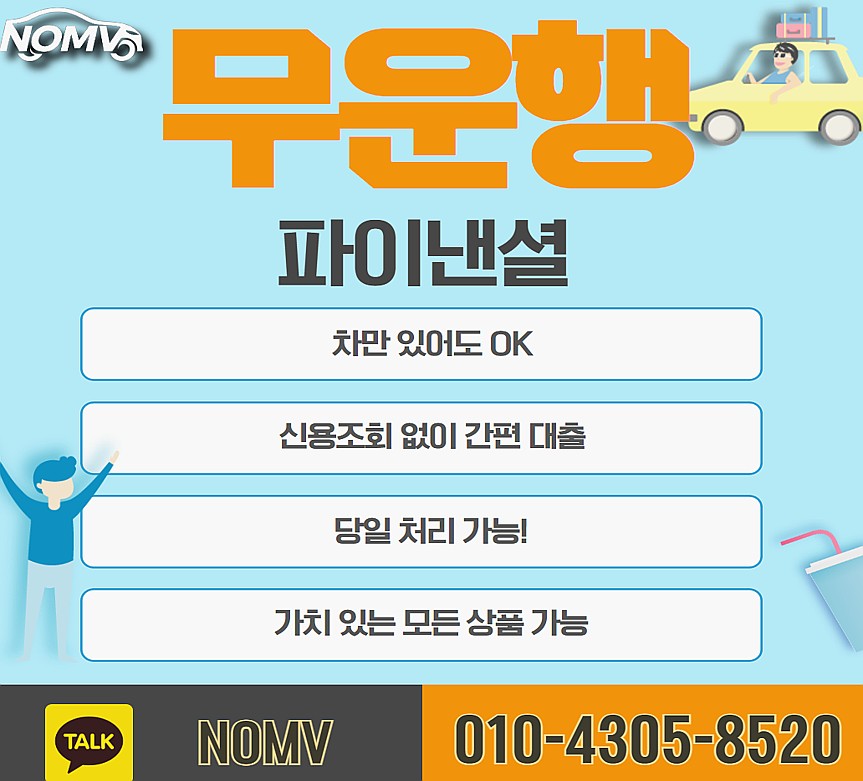 NOMV
무운행
파이낸셜
차만 있어도 OK
신용조회 없이 간편 대출
당일 처리 가능!
가치 있는 모든 상품 가능
TALK
NOMV
010-4305-8520